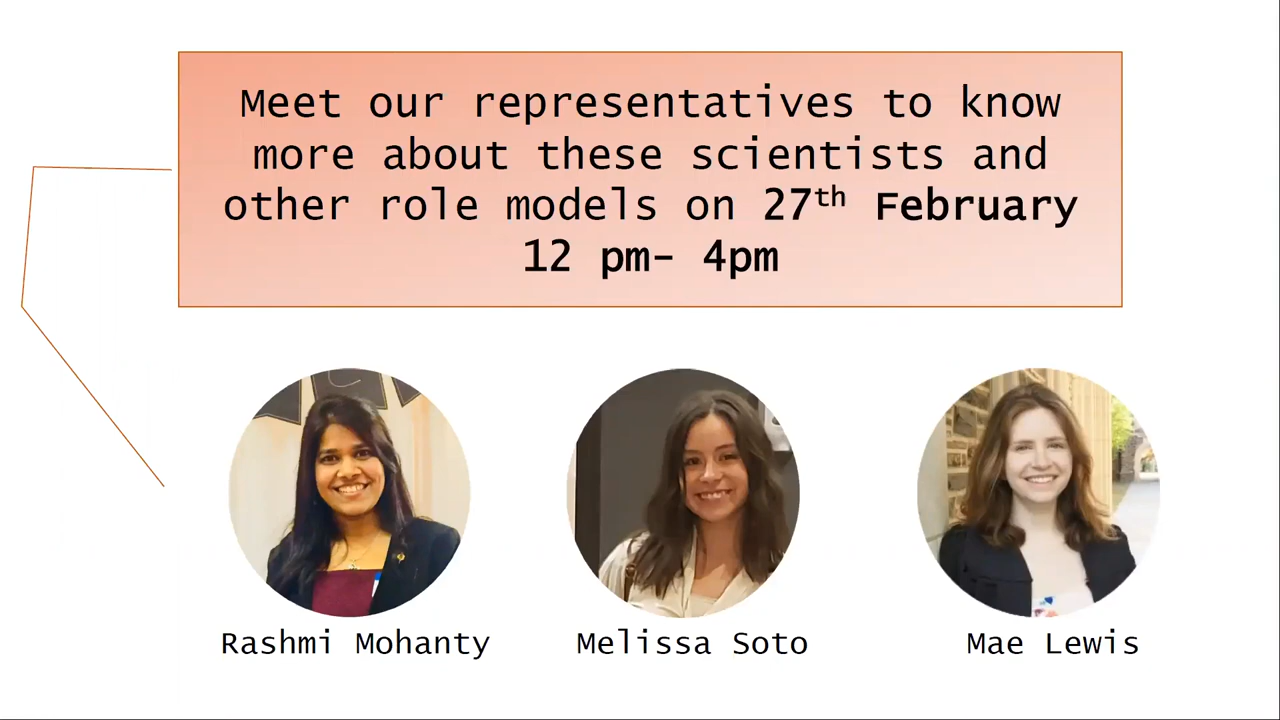 Meet our representatives to know
more about these scientists and
other role models on 27th February
12 pm- 4pm
Rashmi Mohanty
Melissa Soto
Mae Lewis